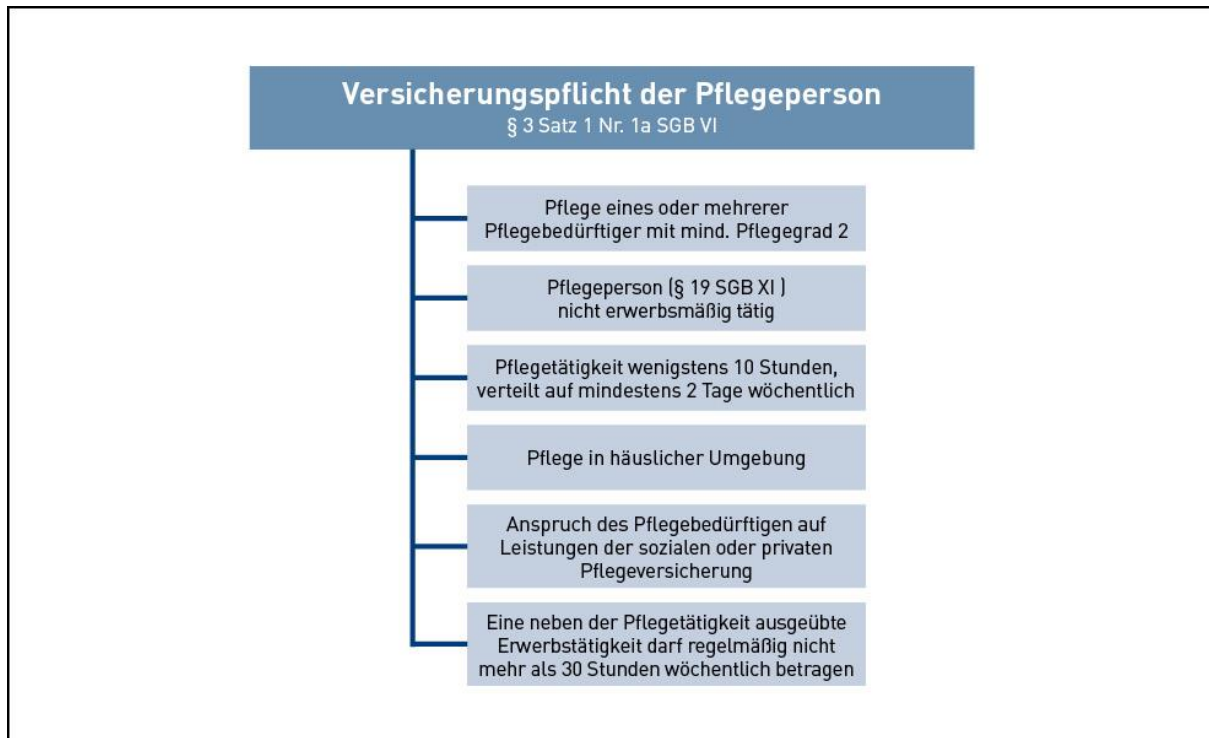 Versicherungspflicht der Pflegeperson
§ 3 Satz 1 Nr. 1a SGB VI
Pflege eines oder mehrerer
Pflegebedürftiger mit mind. Pflegegrad 2
Pflegeperson (§ 19 SGB XI )
nicht erwerbsmäßig tätig
Pflegetätigkeit wenigstens 10 Stunden,
verteilt auf mindestens 2 Tage wöchentlich
Pflege in häuslicher Umgebung
Anspruch des Pflegebedürftigen auf
Leistungen der sozialen oder privaten
Pflegeversicherung
Eine neben der Pflegetätigkeit ausgeübte
Erwerbstätigkeit darf regelmäßig nicht
mehr als 30 Stunden wöchentlich betragen